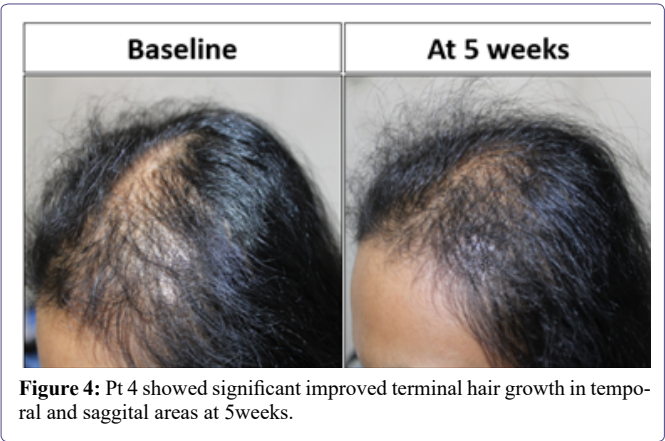 Baseline
At 5 weeks
Figure 4: Pt 4 showed significant improved terminal hair growth in tempo-
ral and saggital areas at 5weeks.